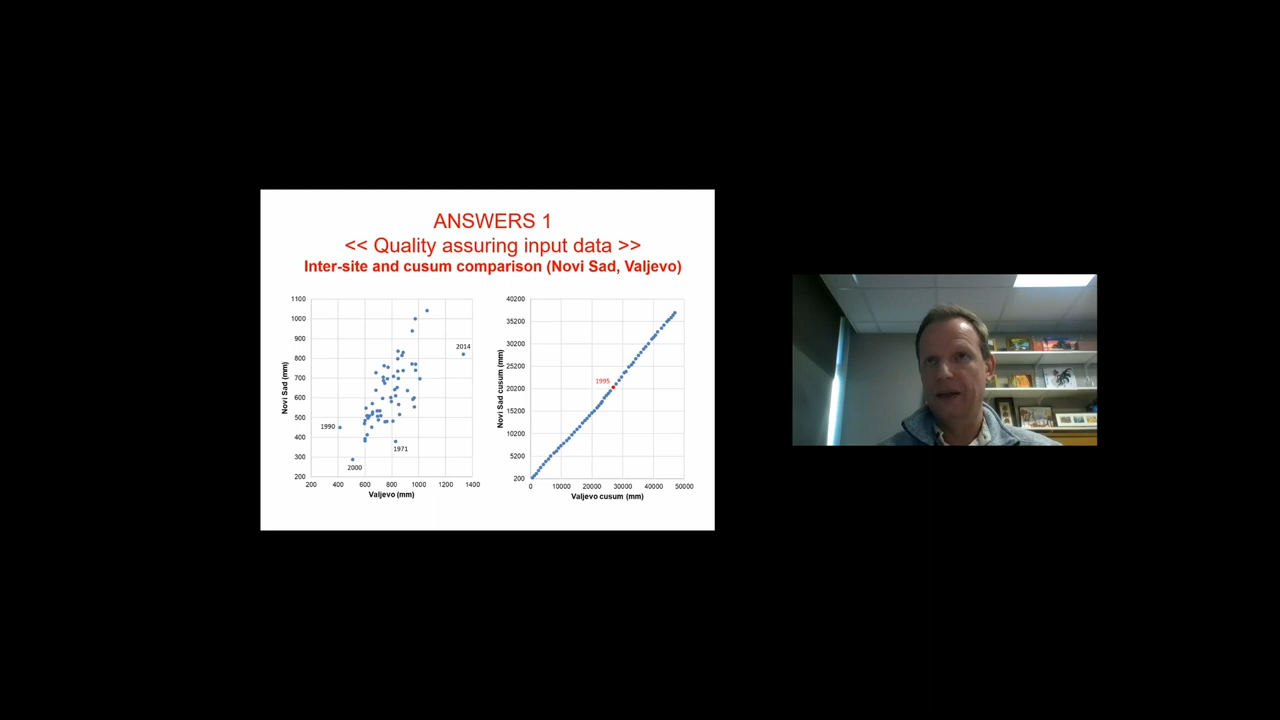 ANSWERS 1
<< Quality assuring input data >>
Inter-site and cusum comparison (Novi Sad, Valjevo)
1100
1000
900
800
700
600
500
400
300
200
Novi Sad (mm)
2014
1990
1971
2000
200 400 600 800 1000 1200 1400
Valjevo (mm)
40200
35200
30200
25200
20200
15200
10200
5200
200
Novi Sad cusum (mm)
1995
0 10000 20000 30000 40000 50000
Valjevo cusum (mm)